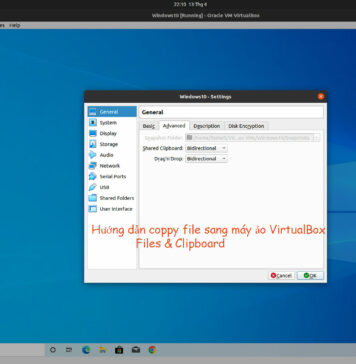 22:10 13 Thg 4
Windows10 [Running] - Oracle VM VirtualBox
es Help
Windows10 - Settings
General
System
Display
Storage
Audio
Network
Serial Ports
USB
Shared Folders
User Interface
General
Basic Advanced Description Disk Encryption
Snapshot Folder:
Shared Clipboard: Bidirectional
Drag'n'Drop: Bidirectional
Hướng dẫn coppy file sang máy ảo VirtualBox
Files & Clipboard
Cancel OK